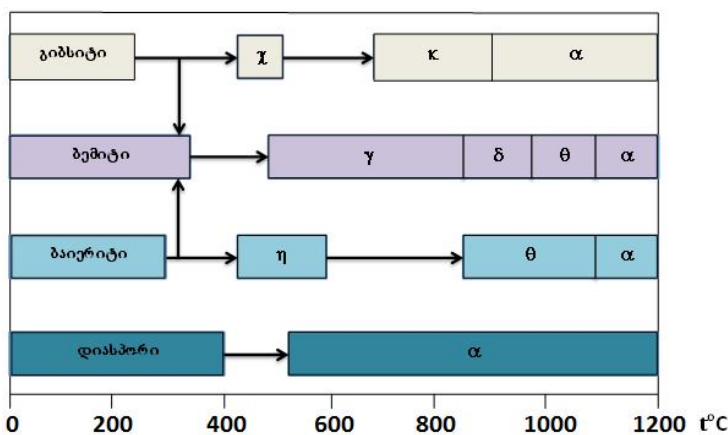 გიბსიტი χ κ α
ბემიტი γ δ θ α
ბაიერიტი η θ α
დიასპორი α
0 200 400 600 800 1000 1200 t°C